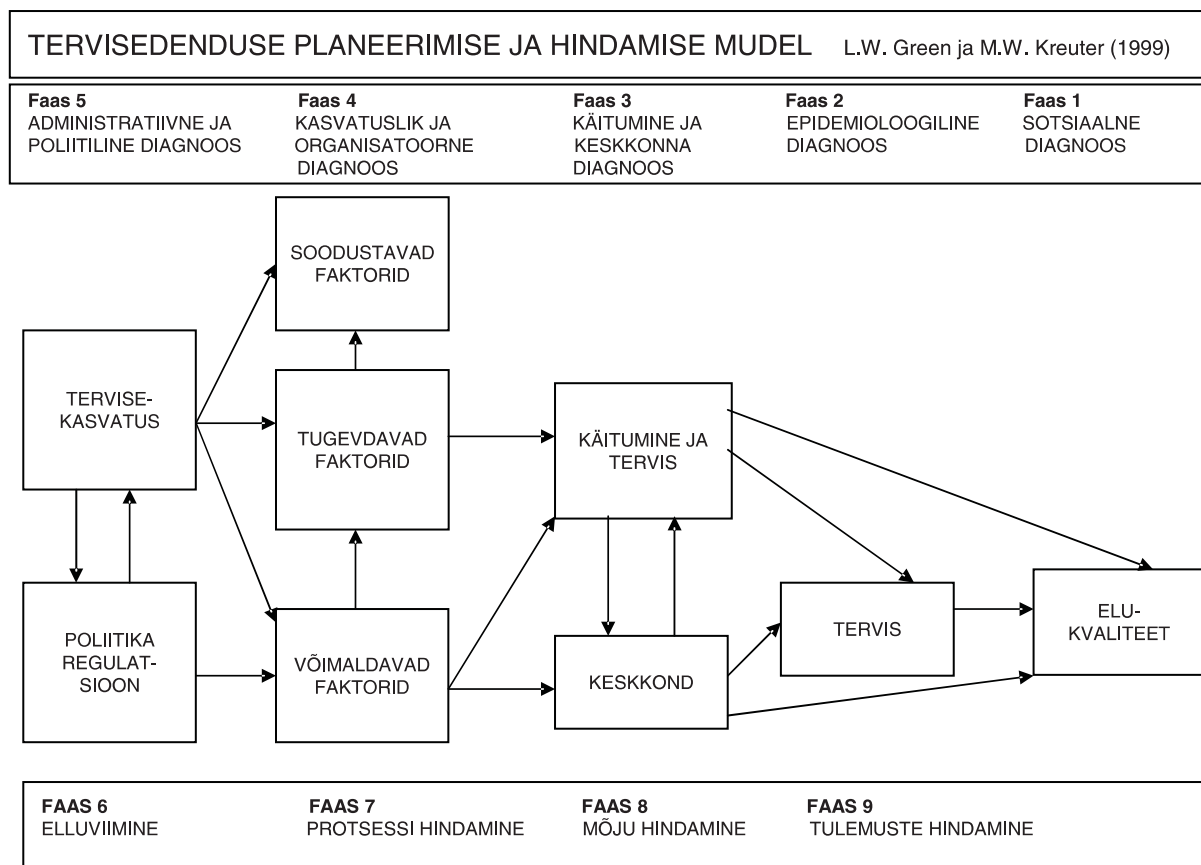 TERVISEDENDUSE PLANEERIMISE JA HINDAMISE MUDEL L.W. Green ja M.W. Kreuter (1999)
Faas 5
ADMINISTRATIIVNE JA
POLIITILINE DIAGNOOS
Faas 4
KASVATUSLIK JA
ORGANISATOORNE
DIAGNOOS
Faas 3
KÄITUMINE JA
KESKKONNA
DIAGNOOS
Faas 2
EPIDEMIOLOOGILINE
DIAGNOOS
Faas 1
SOTSIAALNE
DIAGNOOS
SOODUSTAVAD
FAKTORID
TERVISE-
KASVATUS
TUGEVDAVAD
FAKTORID
KÄITUMINE JA
TERVIS
POLIITIKA
REGULAT-
SIOON
VÕIMALDAVAD
FAKTORID
KESKKOND
TERVIS
ELU-
KVALITEET
FAAS 6
ELLUVIIMINE
FAAS 7
PROTSESSI HINDAMINE
FAAS 8
MÕJU HINDAMINE
FAAS 9
TULEMUSTE HINDAMINE